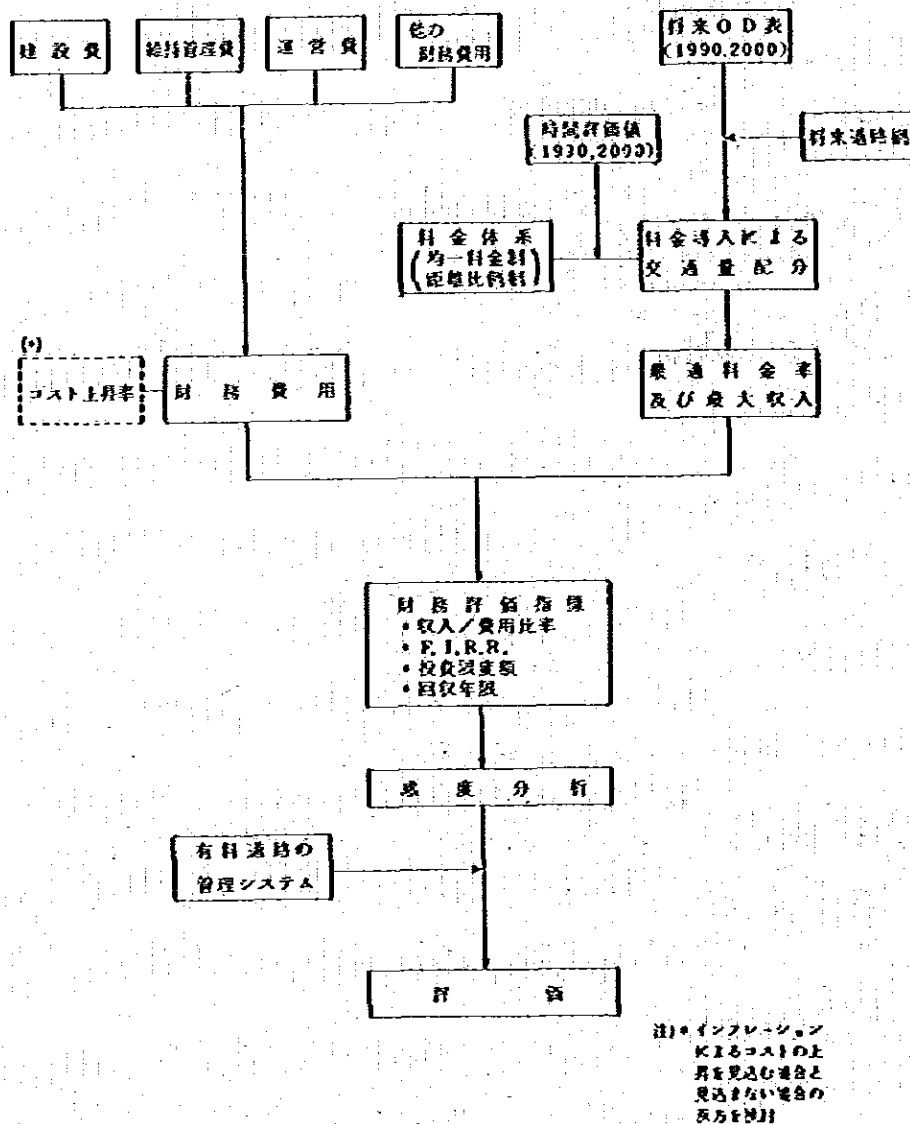 建設費
維持管理費
運営費
他の
財務費用
将来OD表
(1990,2000)
時間評価値
(1990,2000)
将来道路網
料金体系
(均一料金制
距離比例制)
料金導入による
交通量配分
(*)
コスト上昇率
財務費用
最適料金率
及び最大収入
財務評価指標
・収入/費用比率
・F.I.R.R.
・投資限度額
・回収年限
感度分析
有料道路の
管理システム
評価
注)*インフレーション
によるコストの上
昇を見込む場合と
見込まない場合の
双方を検討